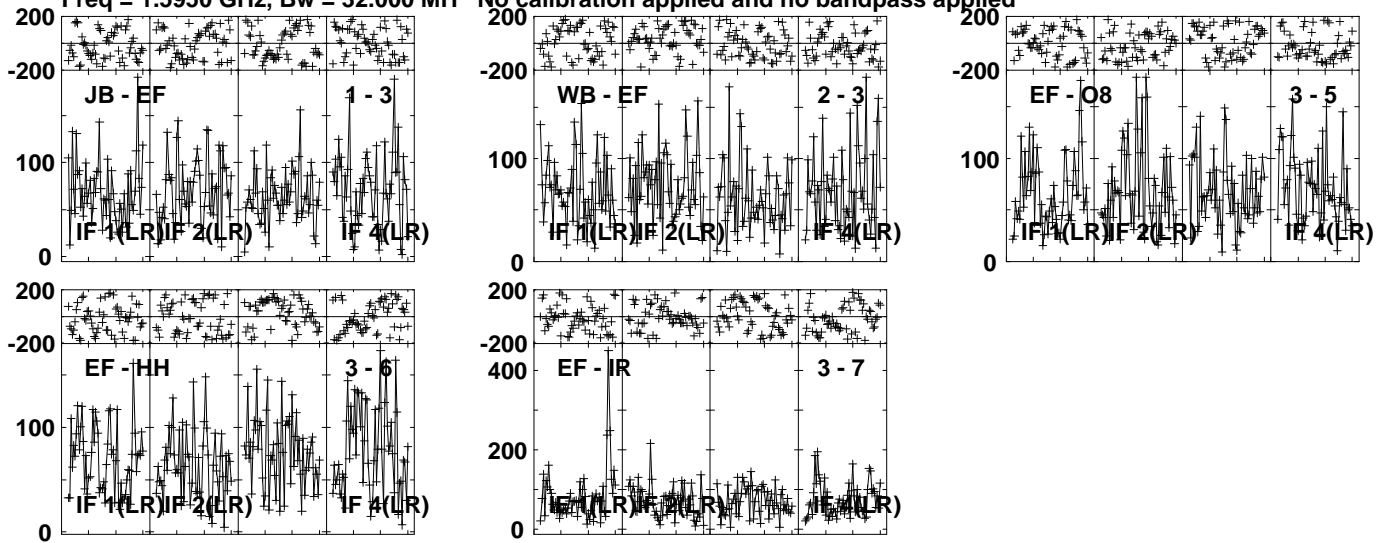 Freq = 1.5950 GHz, Bw = 32.000 MH No calibration applied and no bandpass applied
200
-200
JB - EF
1 - 3
100
0
IF 1(LR)
IF 2(LR)
IF 4(LR)
200
-200
WB - EF
2 - 3
100
0
IF 1(LR)
IF 2(LR)
IF 4(LR)
200
-200
EF - O8
3 - 5
100
0
IF 1(LR)
IF 2(LR)
IF 4(LR)
200
-200
EF - HH
3 - 6
100
0
IF 1(LR)
IF 2(LR)
IF 4(LR)
200
-200
EF - IR
3 - 7
400
200
0
IF 1(LR)
IF 2(LR)
IF 4(LR)